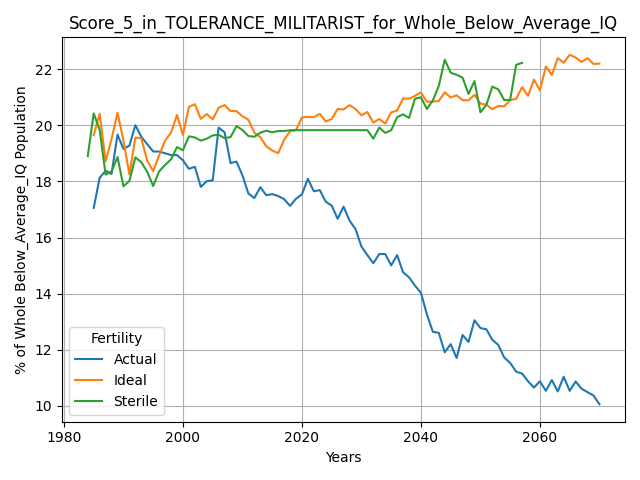 Score_5_in_TOLERANCE_MILITARIST_for_Whole_Below_Average_IQ
% of Whole Below_Average_IQ Population
22
20
18
16
14
12
10
Fertility
Actual
Ideal
Sterile
1980
2000
2020
2040
2060
Years